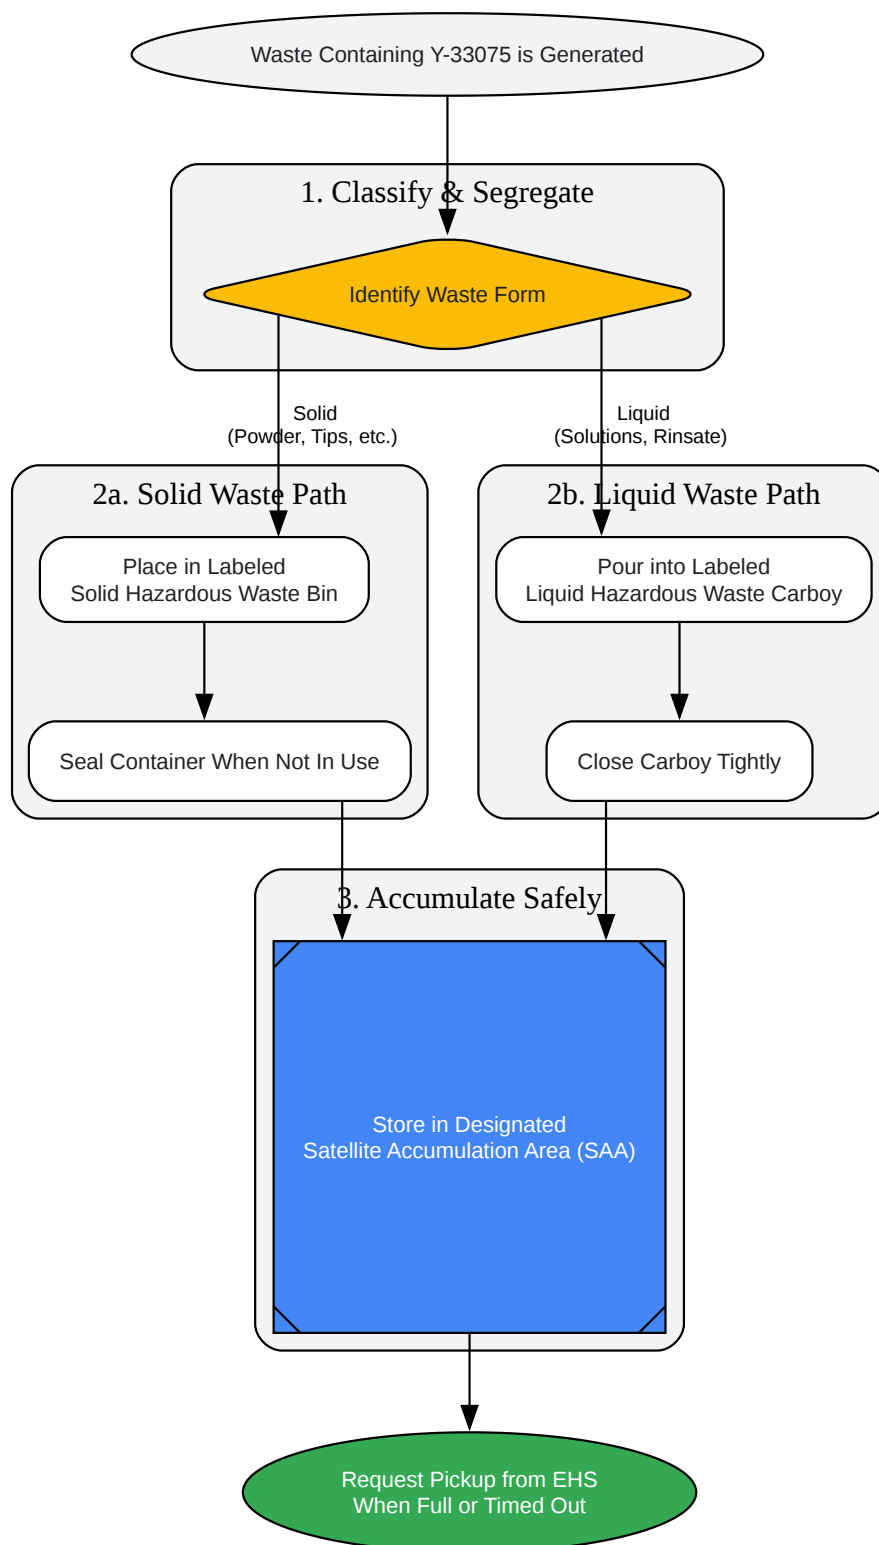 Waste Containing Y-33075 is Generated
1. Classify & Segregate
Identify Waste Form
Solid
(Powder, Tips, etc.)
Liquid
(Solutions, Rinsate)
2a. Solid Waste Path
Place in Labeled
Solid Hazardous Waste Bin
Seal Container When Not In Use
2b. Liquid Waste Path
Pour into Labeled
Liquid Hazardous Waste Carboy
Close Carboy Tightly
3. Accumulate Safely
Store in Designated
Satellite Accumulation Area (SAA)
Request Pickup from EHS
When Full or Timed Out